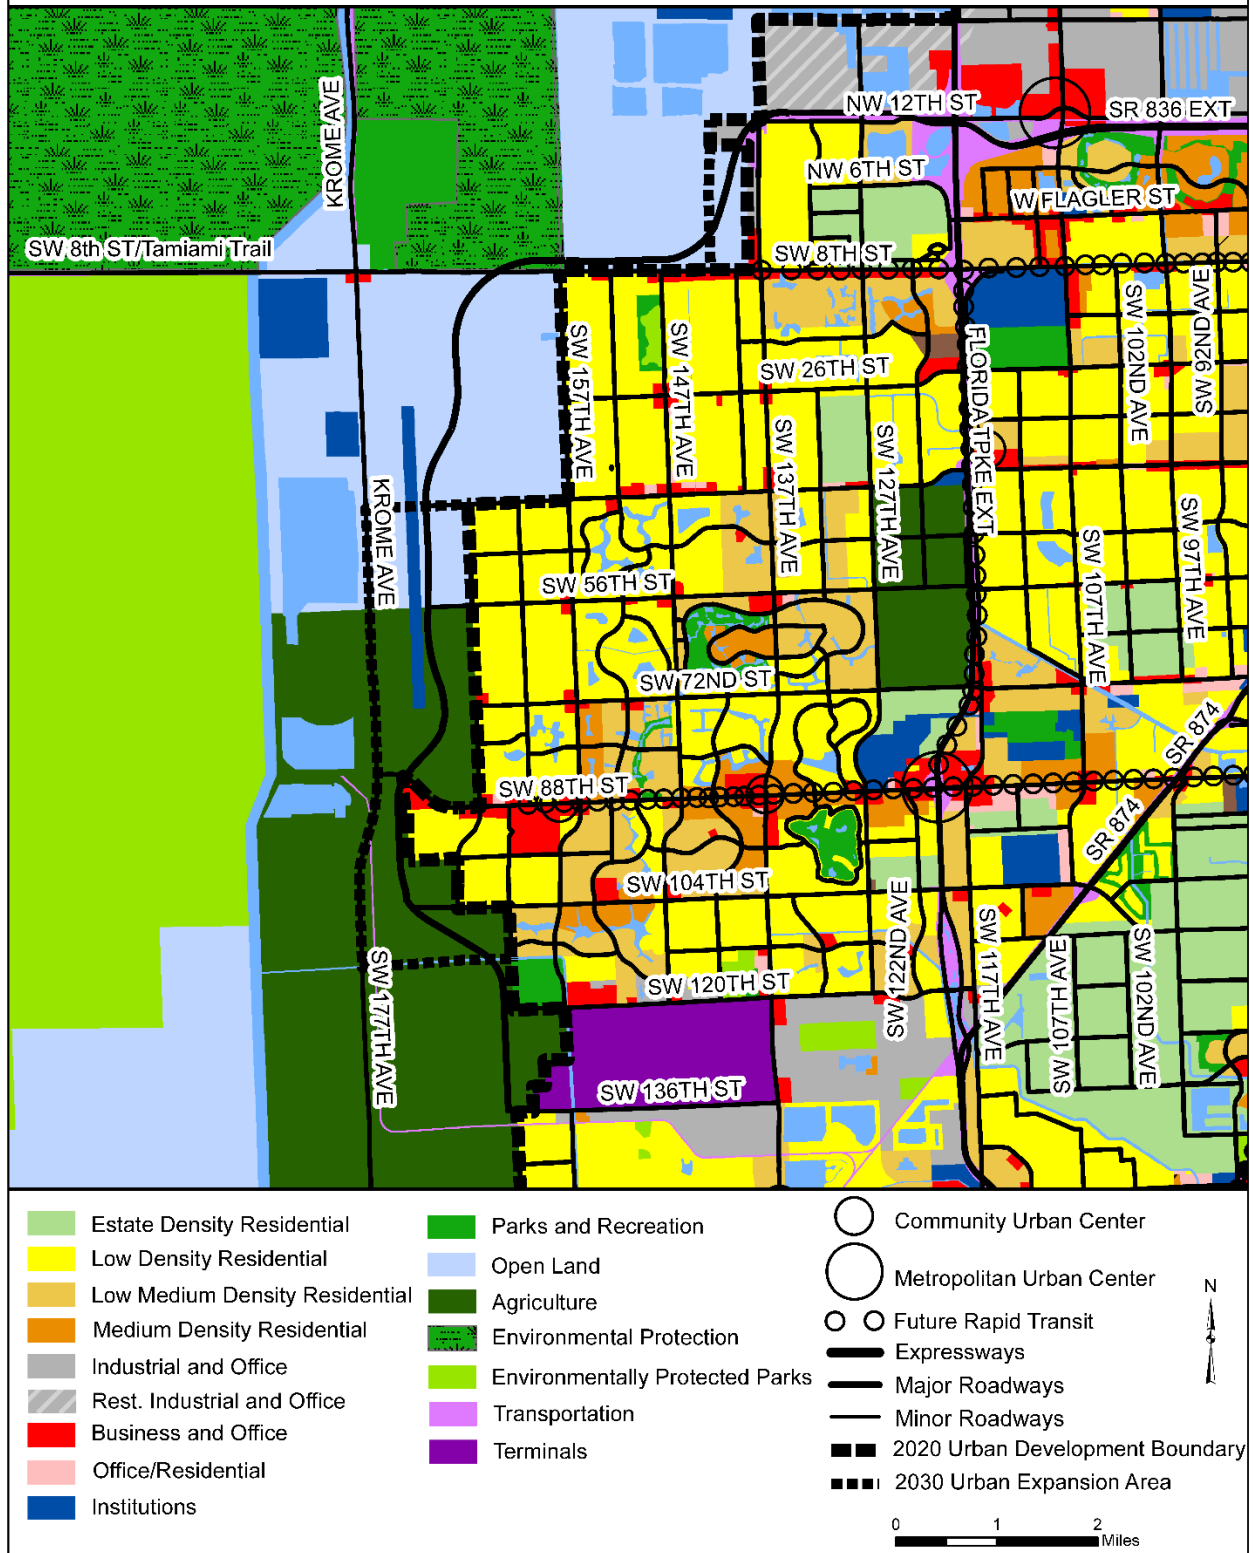 KROME AVE
NW 12TH ST
SR 836 EXT
NW 6TH ST
W FLAGLER ST
SW 8th ST/Tamiami Trail
SW 8TH ST
SW 157TH AVE
SW 147TH AVE
SW 26TH ST
FLORIDA TPKE EXT
SW 102ND AVE
SW 92ND AVE
SW 137TH AVE
SW 127TH AVE
KROME AVE
SW 56TH ST
SW 107TH AVE
SW 97TH AVE
SW 72ND ST
SR 874
SW 88TH ST
SR 874
SW 104TH ST
SW 122ND AVE
SW 117TH AVE
SW 107TH AVE
SW 102ND AVE
SW 177TH AVE
SW 120TH ST
SW 136TH ST
Estate Density Residential
Low Density Residential
Low Medium Density Residential
Medium Density Residential
Industrial and Office
Rest. Industrial and Office
Business and Office
Office/Residential
Institutions
Parks and Recreation
Open Land
Agriculture
Environmental Protection
Environmentally Protected Parks
Transportation
Terminals
Community Urban Center
Metropolitan Urban Center
Future Rapid Transit
Expressways
Major Roadways
Minor Roadways
2020 Urban Development Boundary
2030 Urban Expansion Area
N
0 1 2
Miles